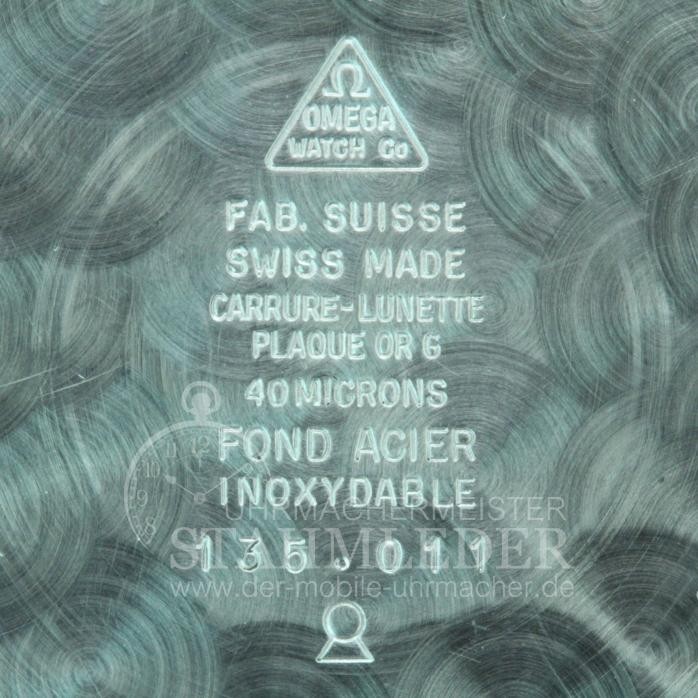 Ω
OMEGA
WATCH Co
FAB. SUISSE
SWISS MADE
CARRURE-LUNETTE
PLAQUE OR G
40 MICRONS
FOND ACIER
INOXYDABLE
UHRMACHERMEISTER
135.011
STAHMLEDER
www.der-mobile-uhrmacher.de